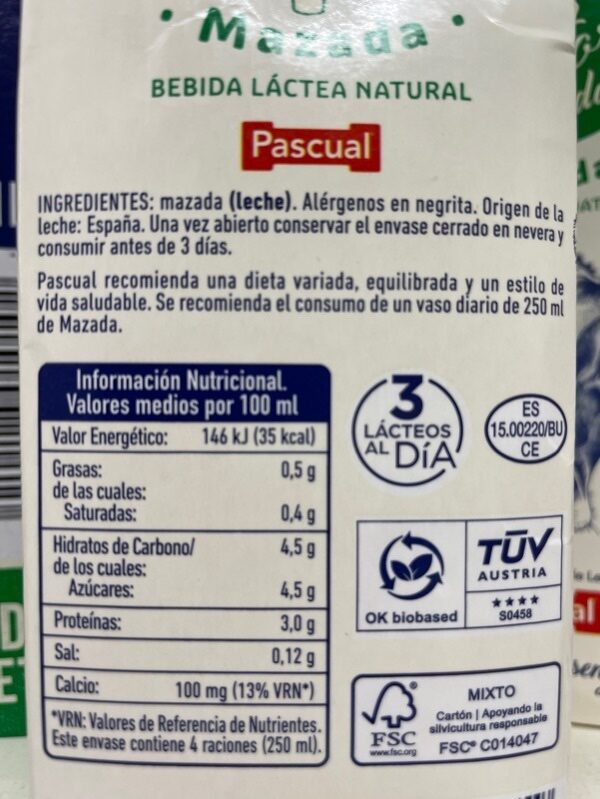 Mazada
BEBIDA LÁCTEA NATURAL
Pascual
INGREDIENTES: mazada (leche). Alérgenos en negrita. Origen de la
leche: España. Una vez abierto conservar el envase cerrado en nevera y
consumir antes de 3 días.
Pascual recomienda una dieta variada, equilibrada y un estilo de
vida saludable. Se recomienda el consumo de un vaso diario de 250 ml
de Mazada.
Información Nutricional.
Valores medios por 100 ml
Valor Energético: 146 kJ (35 kcal)
Grasas: 0,5 g
de las cuales:
Saturadas: 0,4 g
Hidratos de Carbono/ 4,5 g
de los cuales:
Azúcares: 4,5 g
Proteínas: 3,0 g
Sal: 0,12 g
Calcio: 100 mg (13% VRN*)
*VRN: Valores de Referencia de Nutrientes.
Este envase contiene 4 raciones (250 ml).
3
LÁCTEOS
AL DÍA
ES
15.00220/BU
CE
OK biobased
TÜV
AUSTRIA
★★★★
S0458
FSC
www.fsc.org
MIXTO
Cartón | Apoyando la
silvicultura responsable
FSC® C014047